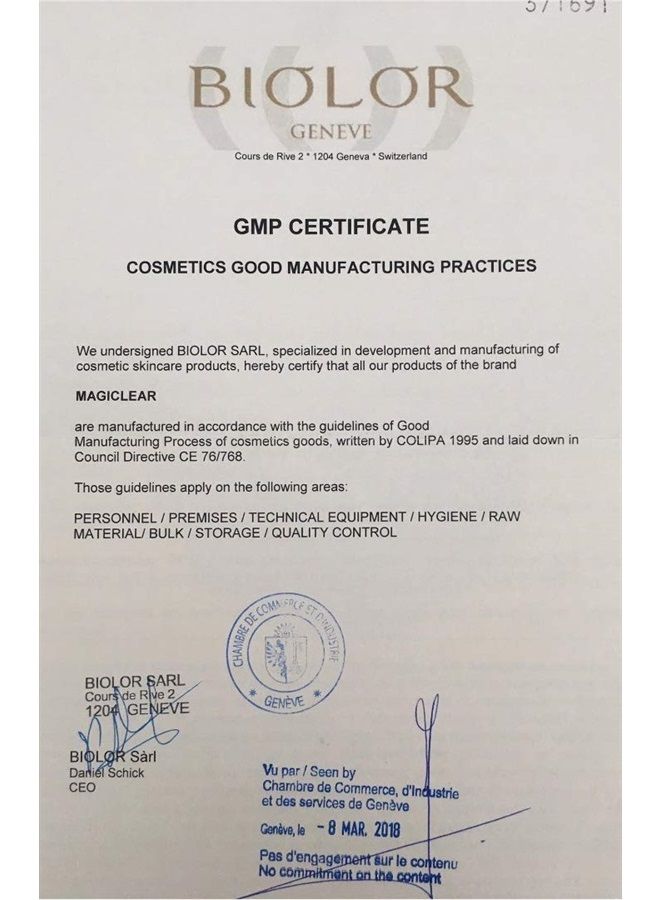 371691
BIOLOR
GENEVE
Cours de Rive 2 * 1204 Geneva * Switzerland
GMP CERTIFICATE
COSMETICS GOOD MANUFACTURING PRACTICES
We undersigned BIOLOR SARL, specialized in development and manufacturing of
cosmetic skincare products, hereby certify that all our products of the brand
MAGICLEAR
are manufactured in accordance with the guidelines of Good
Manufacturing Process of cosmetics goods, written by COLIPA 1995 and laid down in
Council Directive CE 76/768.
Those guidelines apply on the following areas:
PERSONNEL / PREMISES / TECHNICAL EQUIPMENT / HYGIENE / RAW
MATERIAL/ BULK / STORAGE / QUALITY CONTROL
CHAMBRE DE COMMERCE ET D'INDUSTRIE
* GENÈVE *
BIOLOR SARL
Cours de Rive 2
1204 GENEVE
BIOLOR Sàrl
Daniel Schick
CEO
Vu par / Seen by
Chambre de Commerce, d'Industrie
et des services de Genève
Genève, le - 8 MAR. 2018
Pas d'engagement sur le contenu
No commitment on the content